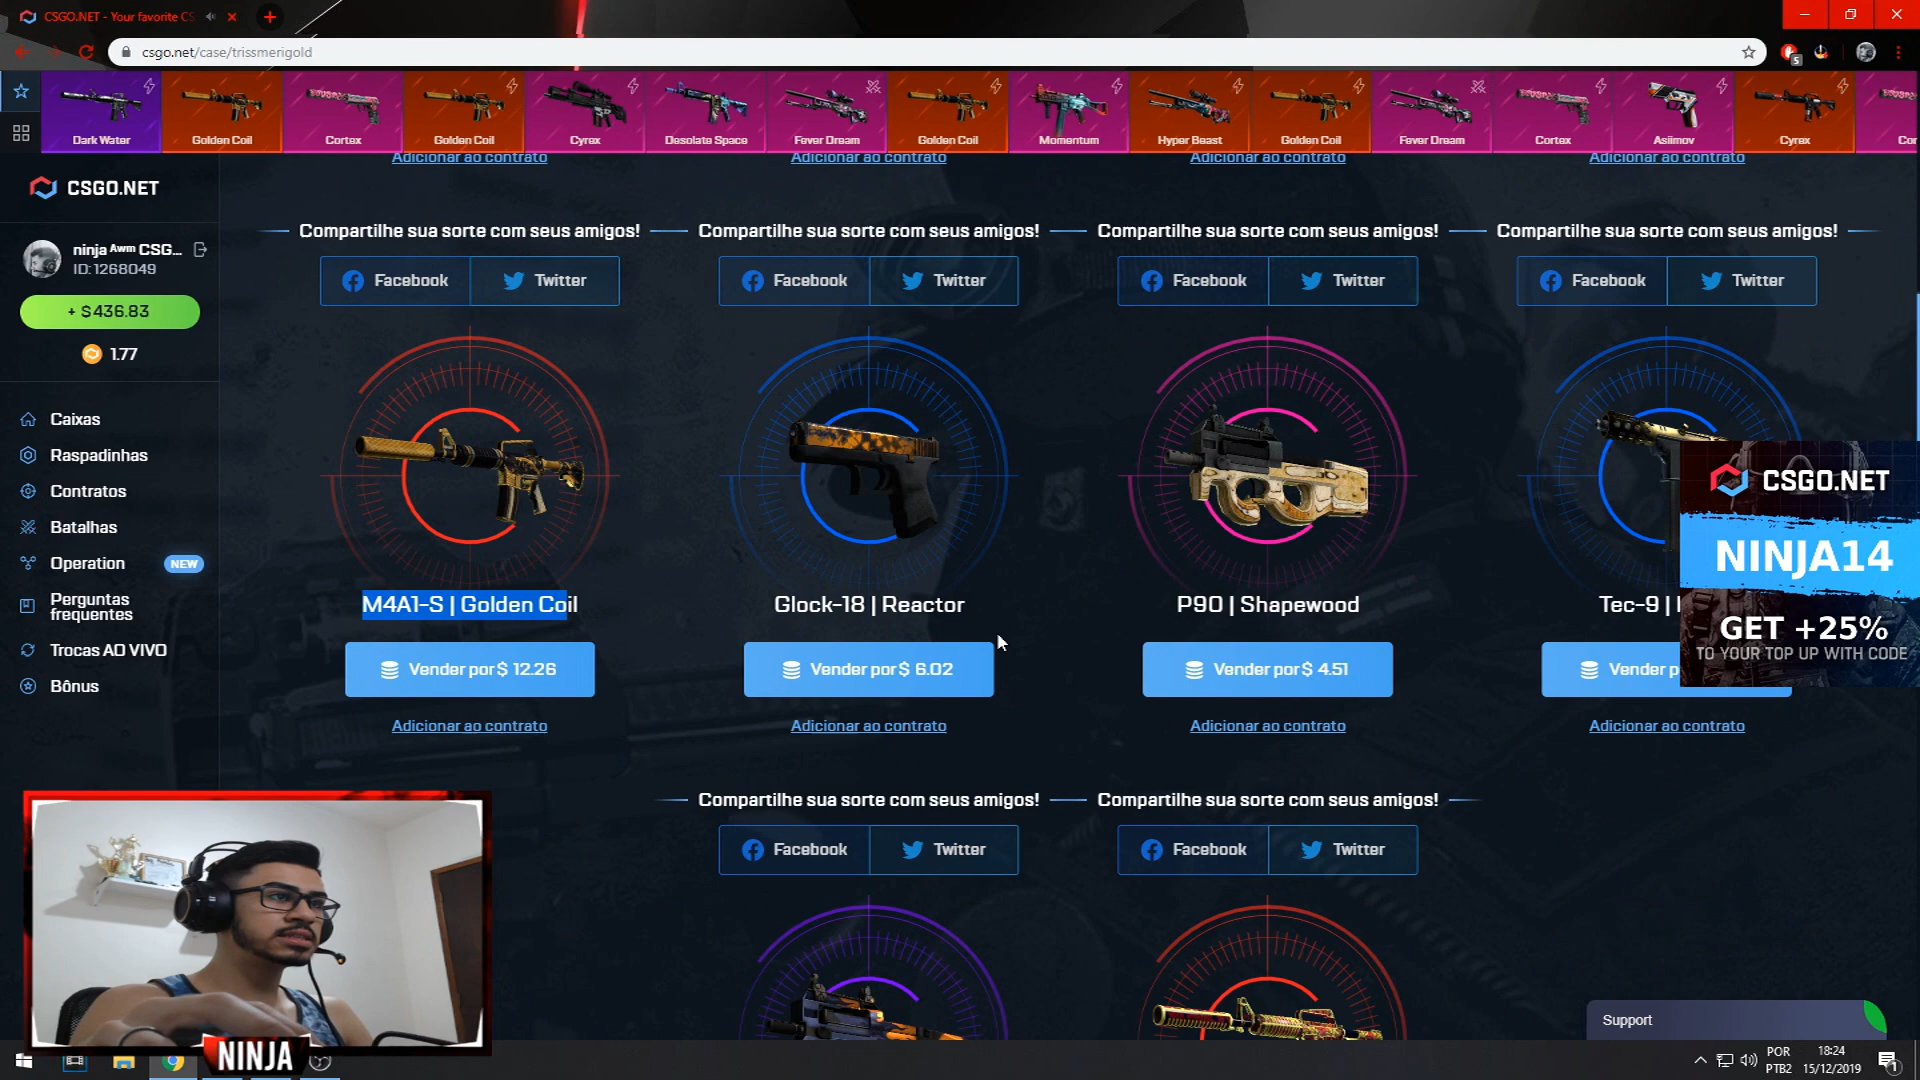 CSGO.NET - Your favorite CS
csgo.net/case/trissmerigold
Dark Water
Golden Coil
Cortex
Golden Coil
Cyrex
Desolate Space
Fever Dream
Golden Coil
Momentum
Hyper Beast
Golden Coil
Fever Dream
Cortex
Asiimov
Cyrex
Cor
Adicionar ao contrato
Adicionar ao contrato
Adicionar ao contrato
Adicionar ao contrato
CSGO.NET
ninja Awm CSG...
ID:1268049
+ $436.83
1.77
Caixas
Raspadinhas
Contratos
Batalhas
Operation NEW
Perguntas
frequentes
Trocas AO VIVO
Bônus
Compartilhe sua sorte com seus amigos!
Compartilhe sua sorte com seus amigos!
Compartilhe sua sorte com seus amigos!
Compartilhe sua sorte com seus amigos!
Facebook Twitter
Facebook Twitter
Facebook Twitter
Facebook Twitter
M4A1-S | Golden Coil
Glock-18 | Reactor
P90 | Shapewood
Tec-9 |
Vender por $ 12.26
Vender por $ 6.02
Vender por $ 4.51
Vender p
Adicionar ao contrato
Adicionar ao contrato
Adicionar ao contrato
Adicionar ao contrato
CSGO.NET
NINJA14
GET +25%
TO YOUR TOP UP WITH CODE
Compartilhe sua sorte com seus amigos!
Compartilhe sua sorte com seus amigos!
Facebook Twitter
Facebook Twitter
Support
NINJA
POR
PTB2
18:24
15/12/2019
1
5